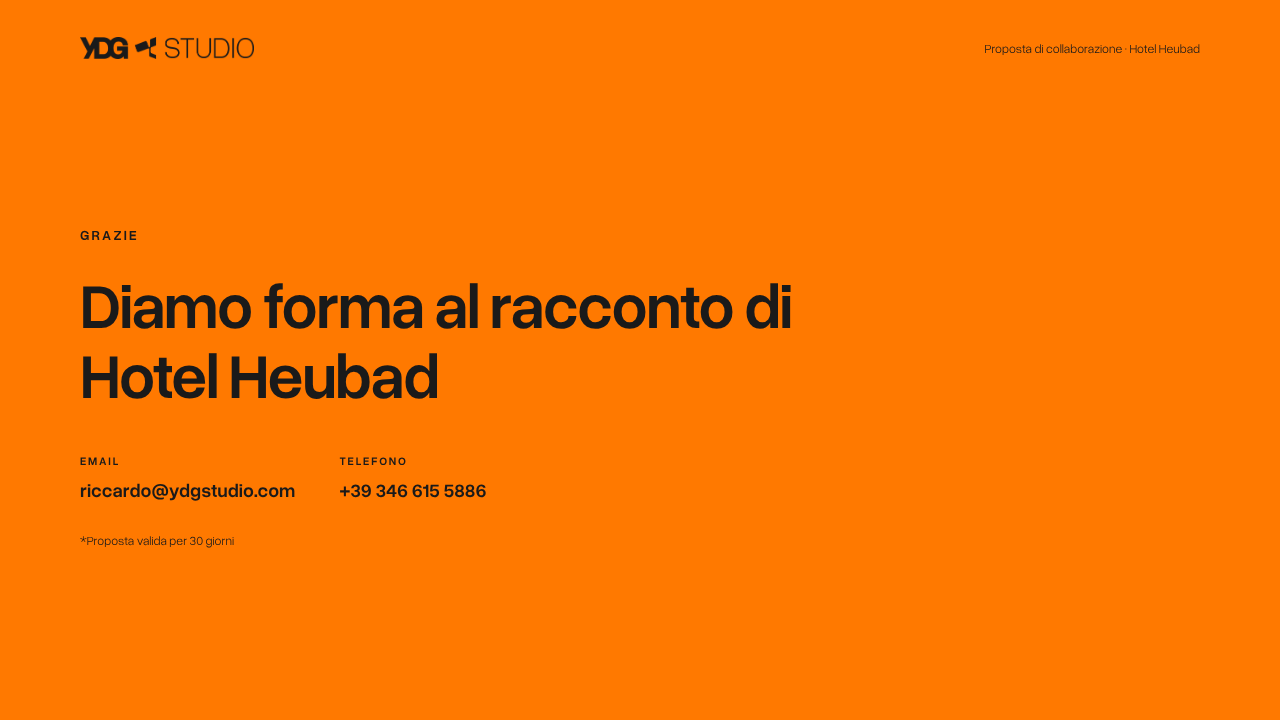 YDG STUDIO
Proposta di collaborazione · Hotel Heubad
GRAZIE
Diamo forma al racconto di
Hotel Heubad
EMAIL
riccardo@ydgstudio.com
TELEFONO
+39 346 615 5886
*Proposta valida per 30 giorni